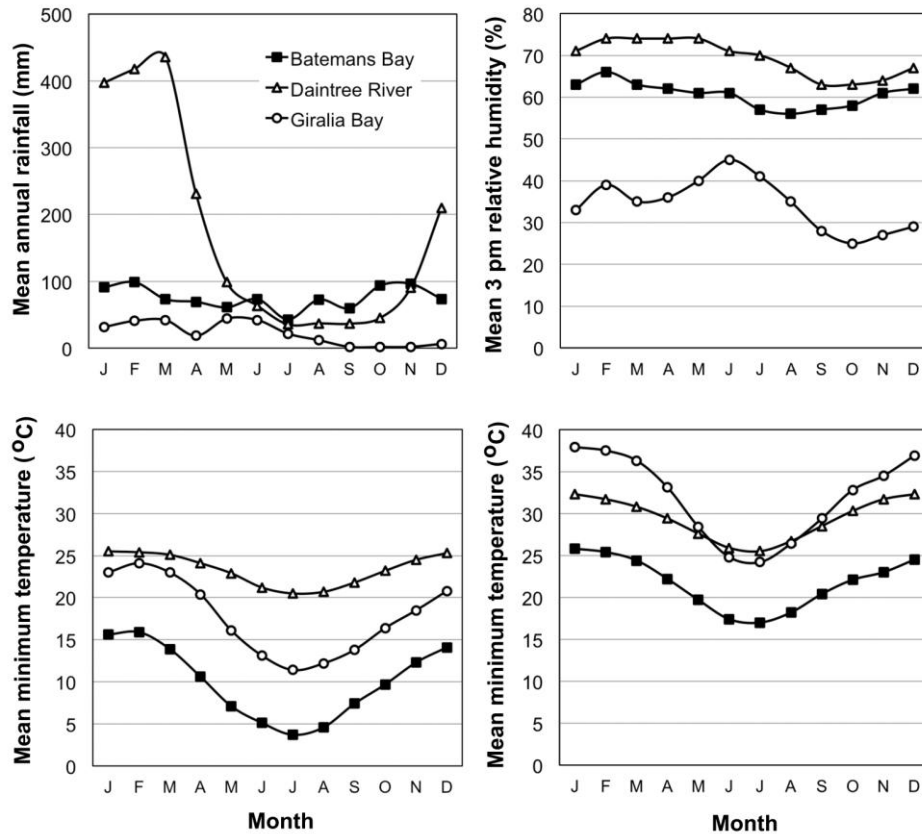 Mean annual rainfall (mm)
500
400
300
200
100
0
Batemans Bay
Daintree River
Giralia Bay
J F M A M J J A S O N D
Mean 3 pm relative humidity (%)
80
70
60
50
40
30
20
10
0
J F M A M J J A S O N D
Mean minimum temperature (ºC)
40
35
30
25
20
15
10
5
0
J F M A M J J A S O N D
Month
Mean minimum temperature (ºC)
40
35
30
25
20
15
10
5
0
J F M A M J J A S O N D
Month